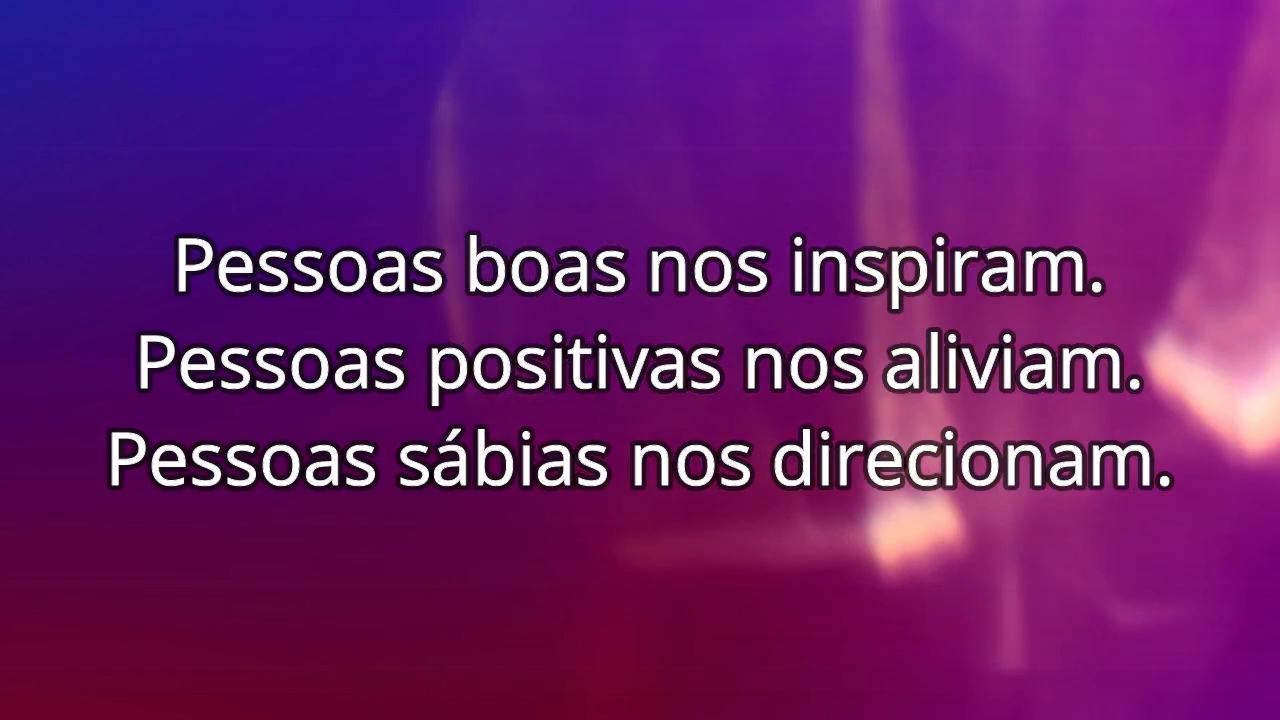 Pessoas boas nos inspiram.
Pessoas positivas nos aliviam.
Pessoas sábias nos direcionam.